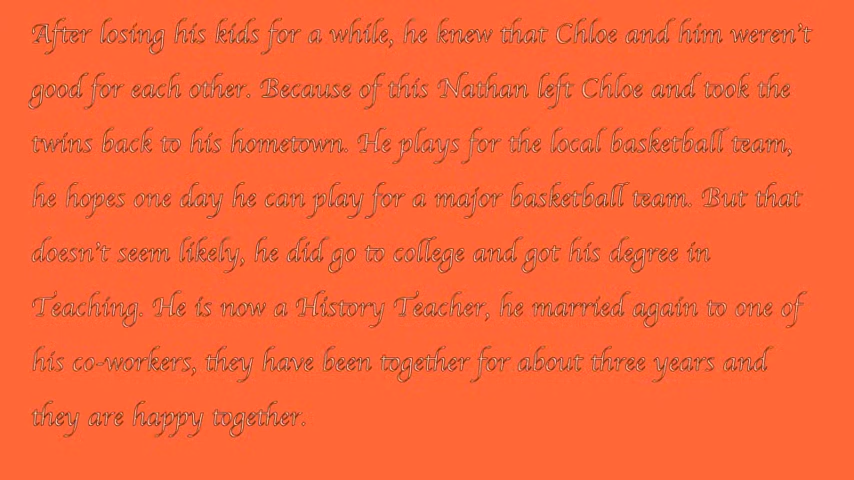 After losing his kids for a while, he knew that Chloe and him weren't
good for each other. Because of this Nathan left Chloe and took the
twins back to his hometown. He plays for the local basketball team,
he hopes one day he can play for a major basketball team. But that
doesn't seem likely, he did go to college and got his degree in
Teaching. He is now a History Teacher, he married again to one of
his co-workers, they have been together for about three years and
they are happy together.